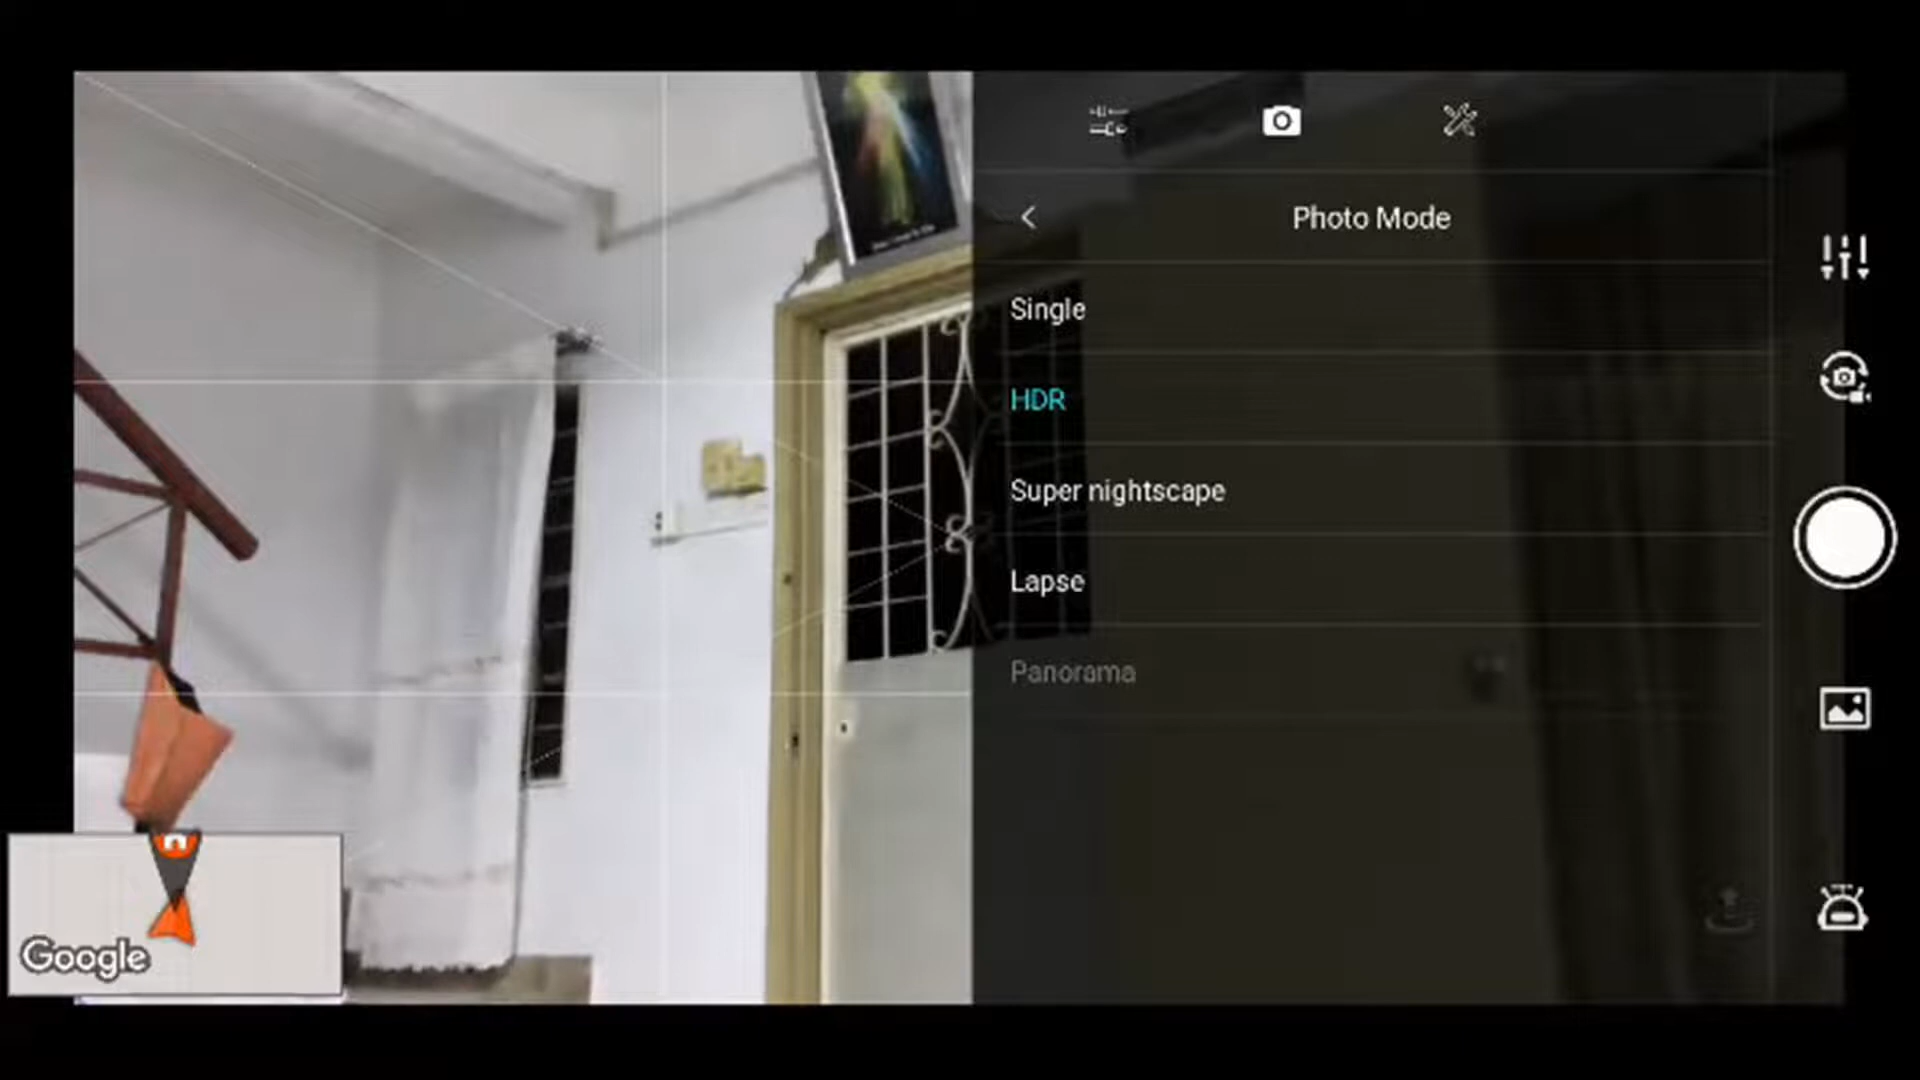 Photo Mode
Single
HDR
Super nightscape
Lapse
Panorama
Google